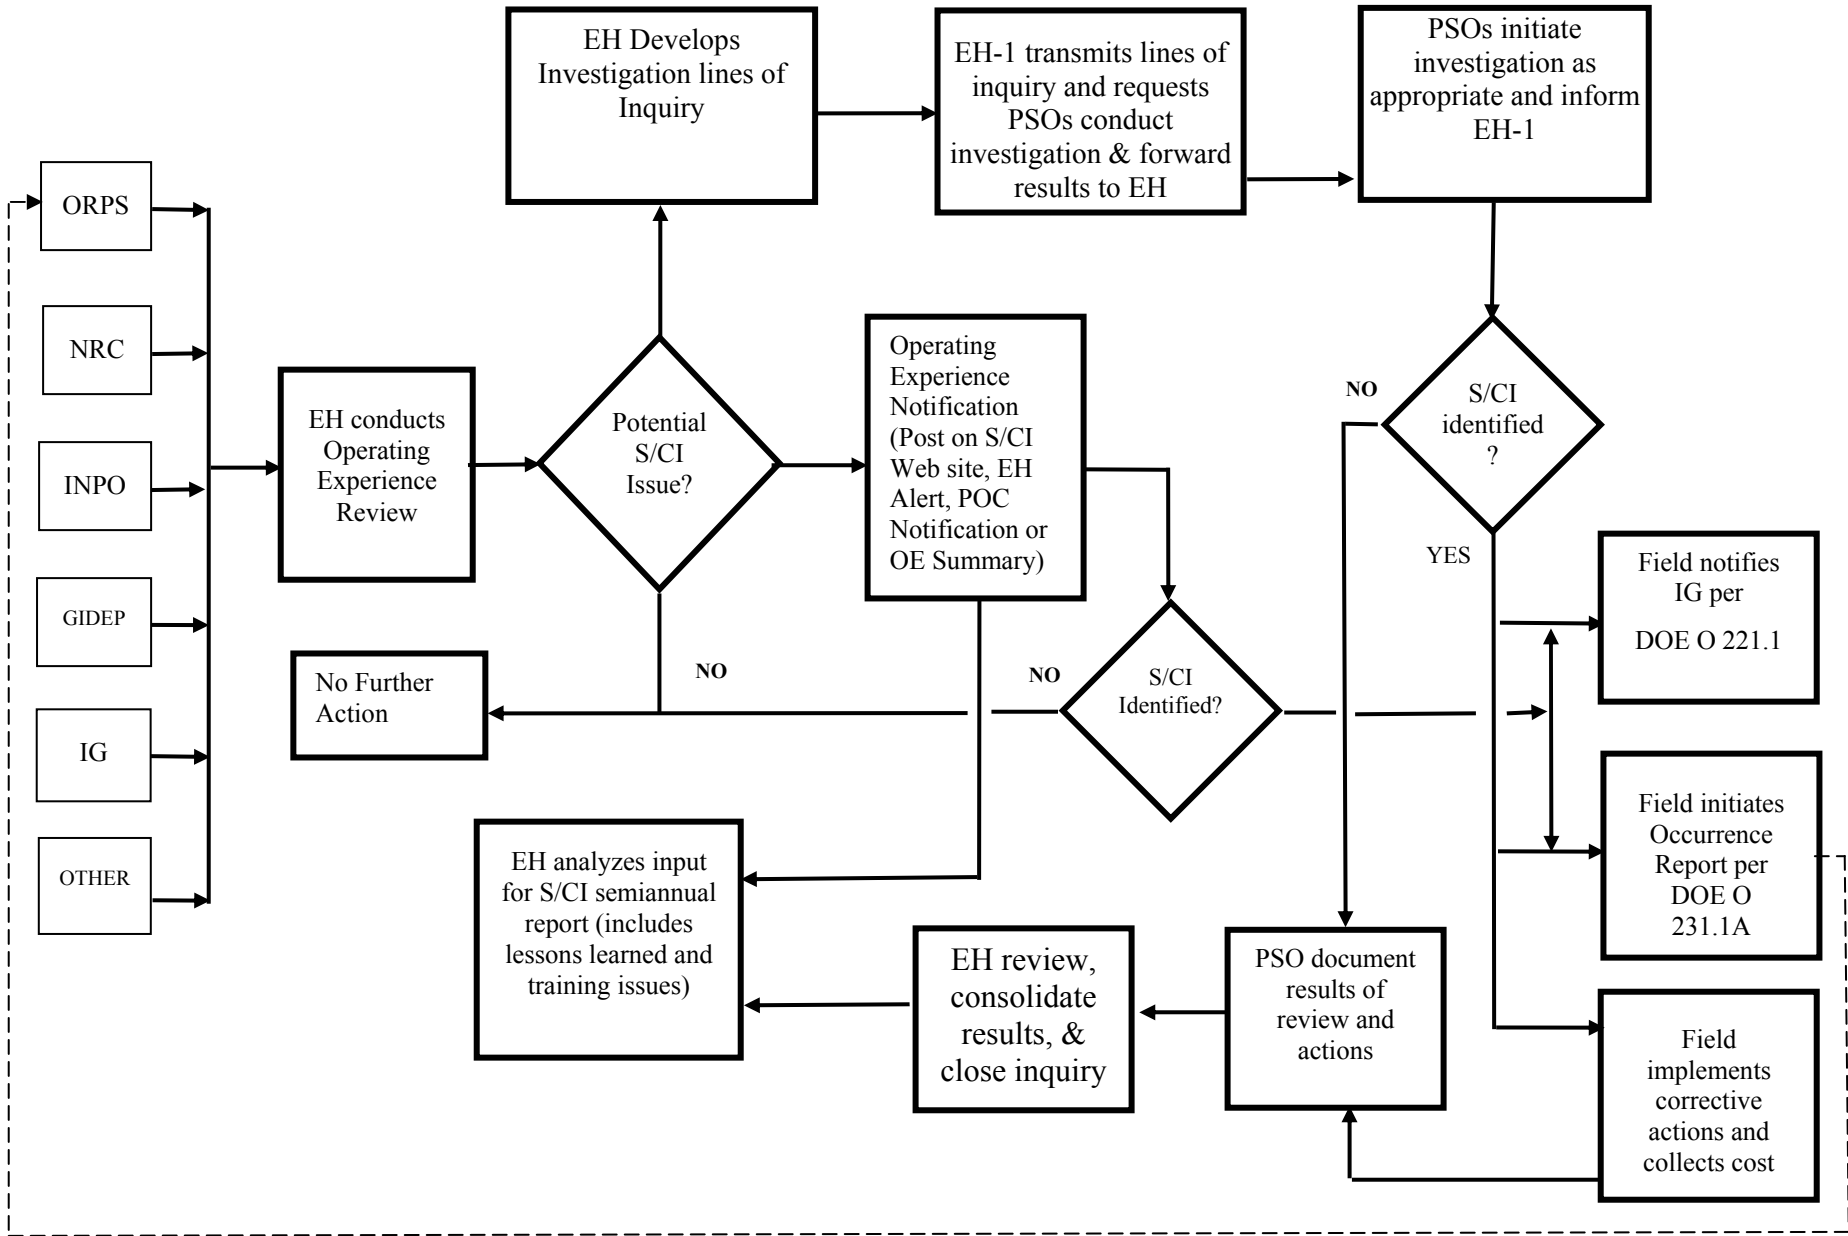 EH Develops
Investigation lines of
Inquiry
EH-1 transmits lines of
inquiry and requests
PSOs conduct
investigation & forward
results to EH
PSOs initiate
investigation as
appropriate and inform
EH-1
ORPS
NRC
INPO
GIDEP
IG
OTHER
EH conducts
Operating
Experience
Review
Potential
S/CI
Issue?
Operating
Experience
Notification
(Post on S/CI
Web site, EH
Alert, POC
Notification or
OE Summary)
NO
S/CI
identified
?
YES
Field notifies
IG per
DOE O 221.1
No Further
Action
NO
NO
S/CI
Identified?
Field initiates
Occurrence
Report per
DOE O
231.1A
EH analyzes input
for S/CI semiannual
report (includes
lessons learned and
training issues)
EH review,
consolidate
results, &
close inquiry
PSO document
results of
review and
actions
Field
implements
corrective
actions and
collects cost